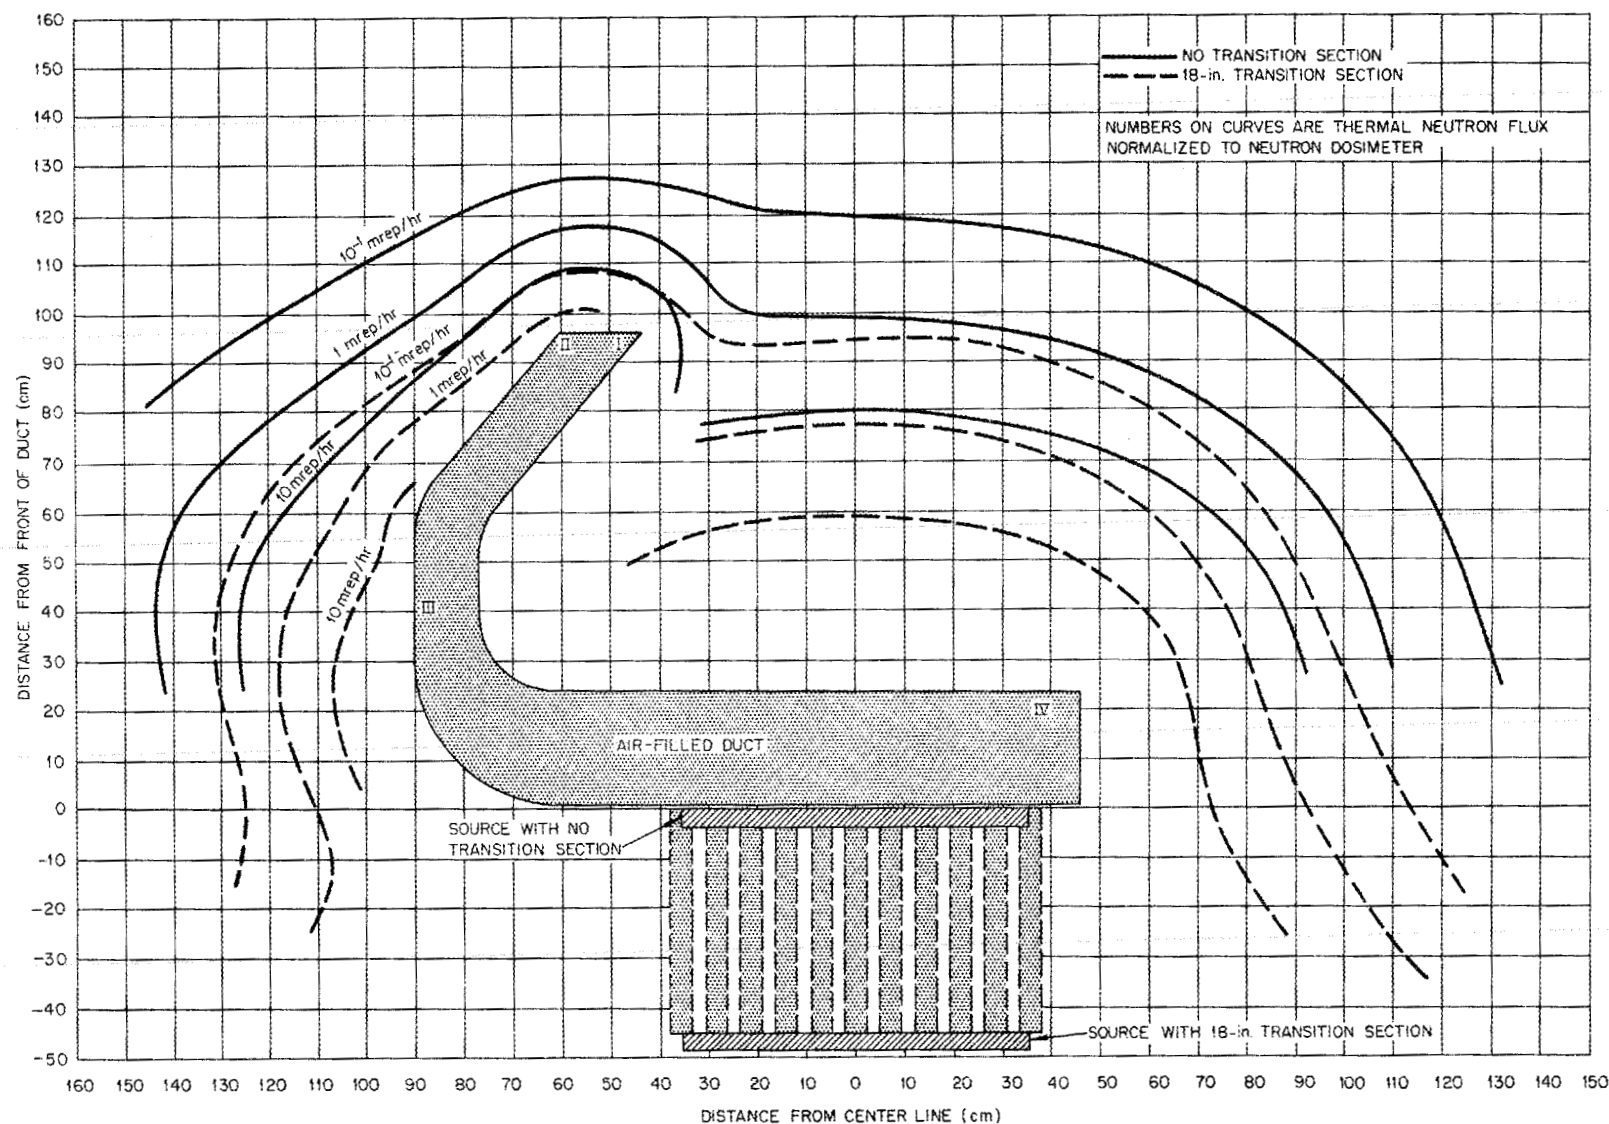 160
150
140
130
120
110
100
90
80
70
60
50
40
30
20
10
0
-10
-20
-30
-40
-50
DISTANCE FROM FRONT OF DUCT (cm)
NO TRANSITION SECTION
18-in. TRANSITION SECTION
NUMBERS ON CURVES ARE THERMAL NEUTRON FLUX
NORMALIZED TO NEUTRON DOSIMETER
10⁻¹ mrep/hr
1 mrep/hr
10⁻¹ mrep/hr
1 mrep/hr
10 mrep/hr
10 mrep/hr
II I
III
IV
AIR-FILLED DUCT
SOURCE WITH NO
TRANSITION SECTION
SOURCE WITH 18-in. TRANSITION SECTION
160 150 140 130 120 110 100 90 80 70 60 50 40 30 20 10 0 10 20 30 40 50 60 70 80 90 100 110 120 130 140 150
DISTANCE FROM CENTER LINE (cm)